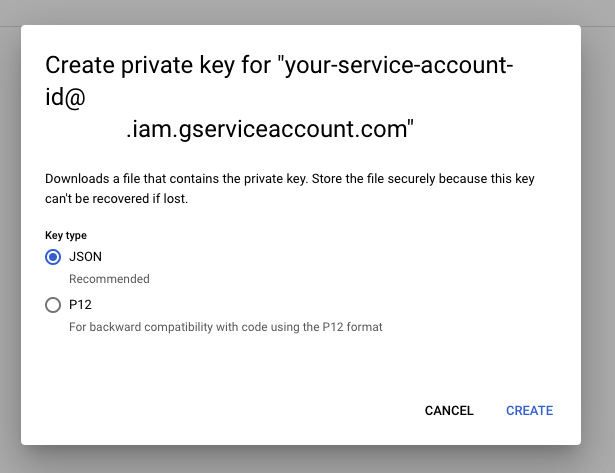 Create private key for "your-service-account-
id@
.iam.gserviceaccount.com"
Downloads a file that contains the private key. Store the file securely because this key
can't be recovered if lost.
Key type
JSON
Recommended
P12
For backward compatibility with code using the P12 format
CANCEL CREATE